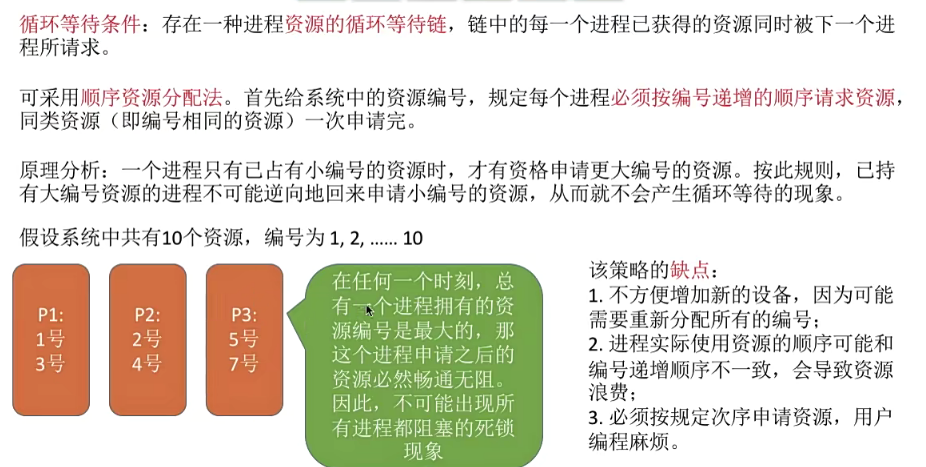 循环等待条件：存在一种进程资源的循环等待链，链中的每一个进程已获得的资源同时被下一个进
程所请求。
可采用顺序资源分配法。首先给系统中的资源编号，规定每个进程必须按编号递增的顺序请求资源，
同类资源（即编号相同的资源）一次申请完。
原理分析：一个进程只有已占有小编号的资源时，才有资格申请更大编号的资源。按此规则，已持
有大编号资源的进程不可能逆向地回来申请小编号的资源，从而就不会产生循环等待的现象。
假设系统中共有10个资源，编号为 1, 2, ...... 10
P1:
1号
3号
P2:
2号
4号
P3:
5号
7号
在任何一个时刻，总
有一个进程拥有的资
源编号是最大的，那
这个进程申请之后的
资源必然畅通无阻。
因此，不可能出现所
有进程都阻塞的死锁
现象
该策略的缺点：
1. 不方便增加新的设备，因为可能
需要重新分配所有的编号；
2. 进程实际使用资源的顺序可能和
编号递增顺序不一致，会导致资源
浪费；
3. 必须按规定次序申请资源，用户
编程麻烦。